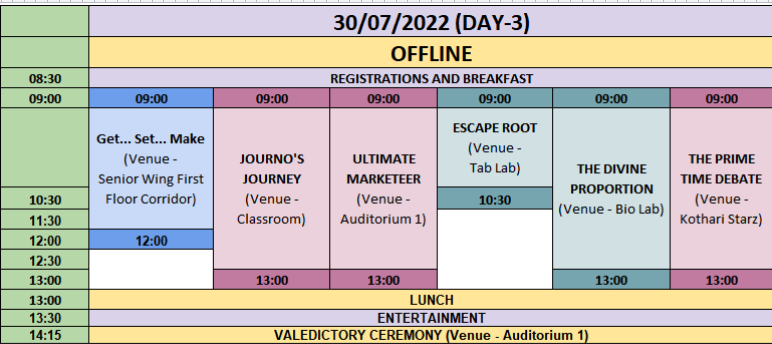 30/07/2022 (DAY-3)
OFFLINE
08:30 REGISTRATIONS AND BREAKFAST
09:00 09:00 09:00 09:00 09:00 09:00 09:00
Get... Set... Make
(Venue -
Senior Wing First
Floor Corridor)
JOURNO'S
JOURNEY
(Venue -
Classroom)
ULTIMATE
MARKETEER
(Venue -
Auditorium 1)
ESCAPE ROOT
(Venue -
Tab Lab)
THE DIVINE
PROPORTION
(Venue - Bio Lab)
THE PRIME
TIME DEBATE
(Venue -
Kothari Starz)
10:30 10:30
11:30
12:00 12:00
12:30
13:00 13:00 13:00 13:00 13:00
13:00 LUNCH
13:30 ENTERTAINMENT
14:15 VALEDICTORY CEREMONY (Venue - Auditorium 1)